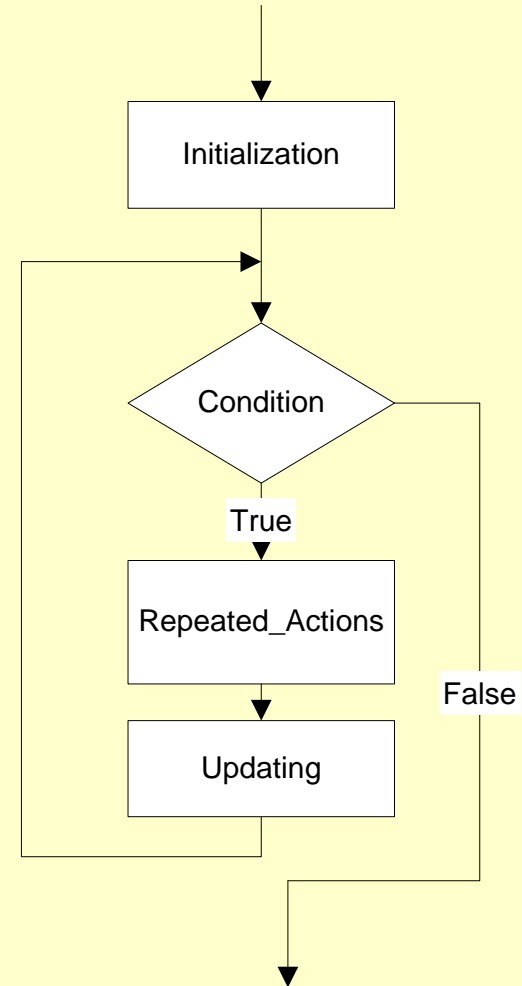 Initialization
Condition
True
Repeated_Actions
False
Updating